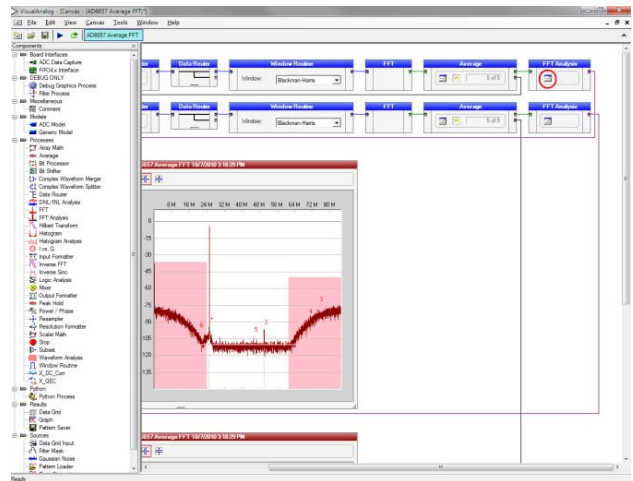 VisualAnalog - [Canvas - [AD6657 Average FFT]*]
File Edit View Canvas Tools Window Help
AD6657 Average FFT
Components
Board Interfaces
ADC Data Capture
FIFO4.x Interface
DEBUG ONLY
Debug Graphics Process
Filter Process
Miscellaneous
Comment
Models
ADC Model
Generic Model
Processes
Array Math
Average
Bit Processor
Bit Shifter
Complex Waveform Merger
Complex Waveform Splitter
Data Router
DNL/INL Analysis
FFT
FFT Analysis
Hilbert Transform
Histogram
Histogram Analysis
I vs. Q
Input Formatter
Inverse FFT
Inverse Sinc
Logic Analysis
Mixer
Output Formatter
Peak Hold
Power / Phase
Resampler
Resolution Formatter
Scalar Math
Stop
Subset
Waveform Analysis
Window Routine
X_DC_Corr
X_QEC
Python
Python Process
Results
Data Grid
Graph
Pattern Saver
Sources
Data Grid Input
Filter Mask
Gaussian Noise
Pattern Loader
Ready
Data Router Window Routine FFT Average FFT Analysis
Window: Blackman-Harris 5 of 5
Data Router Window Routine FFT Average FFT Analysis
Window: Blackman-Harris 5 of 5
6657 Average FFT 10/7/2010 3:18:29 PM
8M 16M 24M 32M 40M 48M 56M 64M 72M 80M
0
-15
-30
-45
-60
-75
-90
105
120
135
6 + 5 2 4 3
6657 Average FFT 10/7/2010 3:18:29 PM